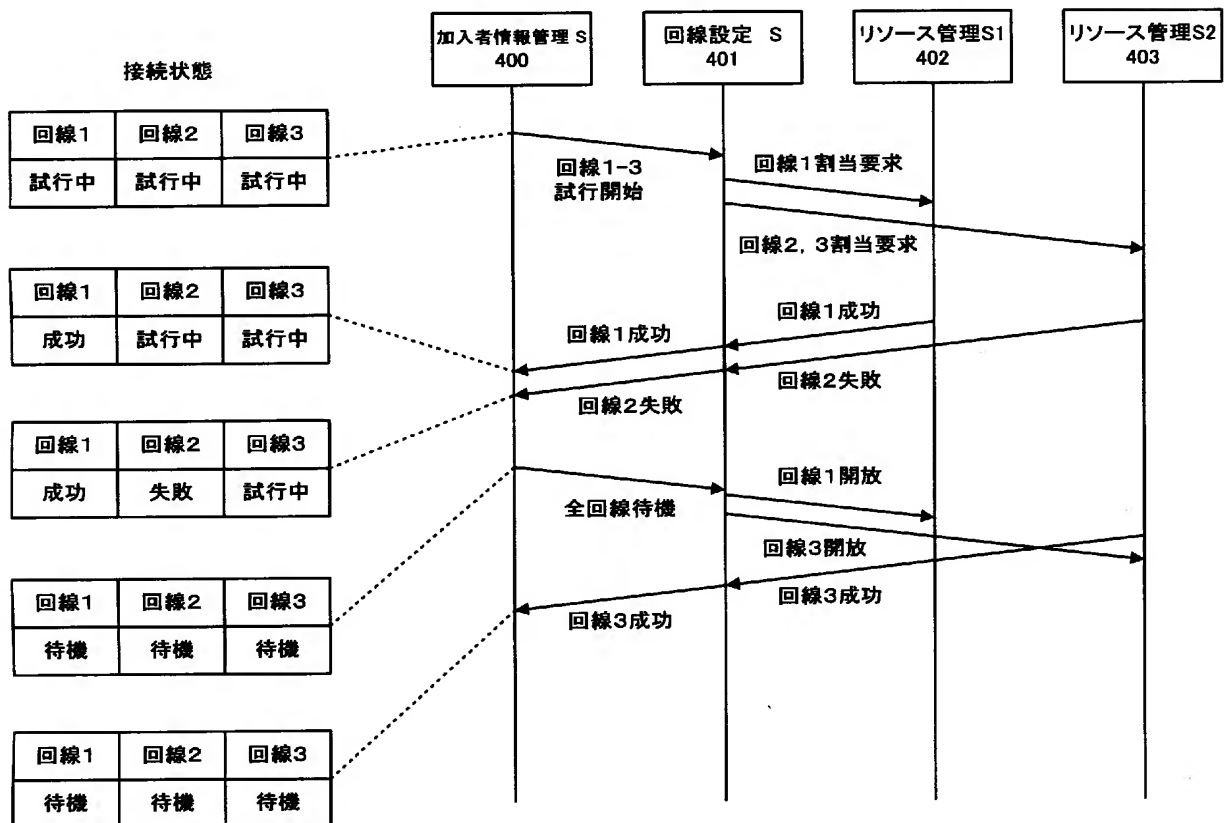 加入者情報管理 S
400
回線設定 S
401
リソース管理S1
402
リソース管理S2
403
接続状態
回線1 回線2 回線3
試行中 試行中 試行中
回線1-3
試行開始
回線1割当要求
回線2, 3割当要求
回線1 回線2 回線3
成功 試行中 試行中
回線1成功
回線1成功
回線2失敗
回線2失敗
回線1 回線2 回線3
成功 失敗 試行中
全回線待機
回線1開放
回線3開放
回線3成功
回線3成功
回線1 回線2 回線3
待機 待機 待機
回線1 回線2 回線3
待機 待機 待機